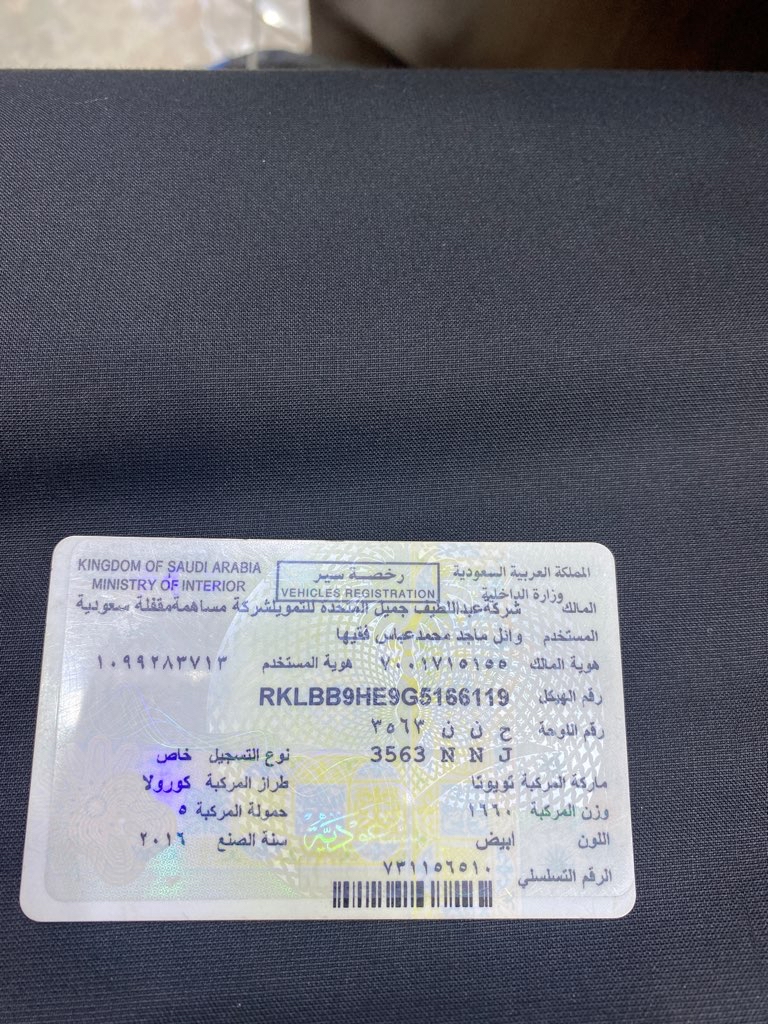 KINGDOM OF SAUDI ARABIA رخصة سير المملكة العربية السعودية
MINISTRY OF INTERIOR VEHICLES REGISTRATION وزارة الداخلية
المالك شركة عبداللطيف جميل المتحدة للتمويل شركة مساهمة مقفلة سعودية
المستخدم وائل ماجد محمدعباس فقيها
هوية المالك ٧٠٠١٧١٥١٥٥ هوية المستخدم ١٠٩٩٢٨٣٧١٣
رقم الهيكل RKLBB9HE9G5166119
رقم اللوحة ح ن ن ٣٥٦٣
3563 N N J نوع التسجيل خاص
ماركة المركبة تويوتا طراز المركبة كورولا
وزن المركبة ١٦٦٠ حمولة المركبة ٥
اللون ابيض سنة الصنع ٢٠١٦
الرقم التسلسلي ٧٣١١٥٦٥١٠